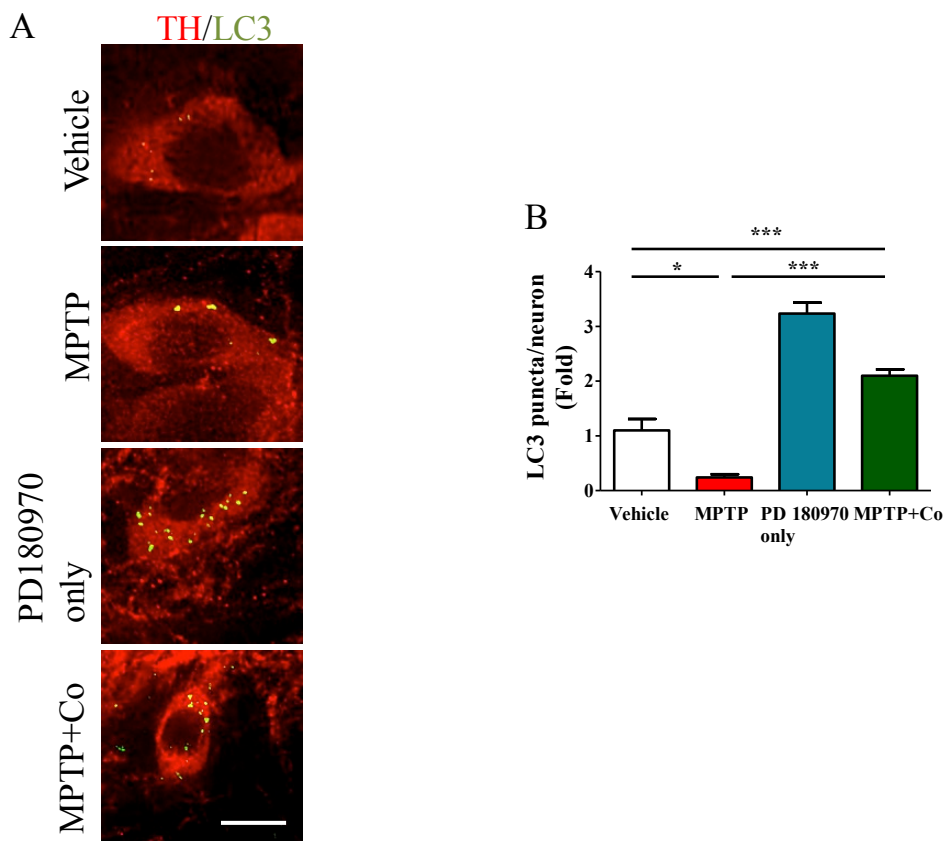 A
TH/LC3
Vehicle
MPTP
PD180970
only
MPTP+Co
B
***
*
***
LC3 puncta/neuron
(Fold)
4
3
2
1
0
Vehicle MPTP PD 180970 MPTP+Co
only